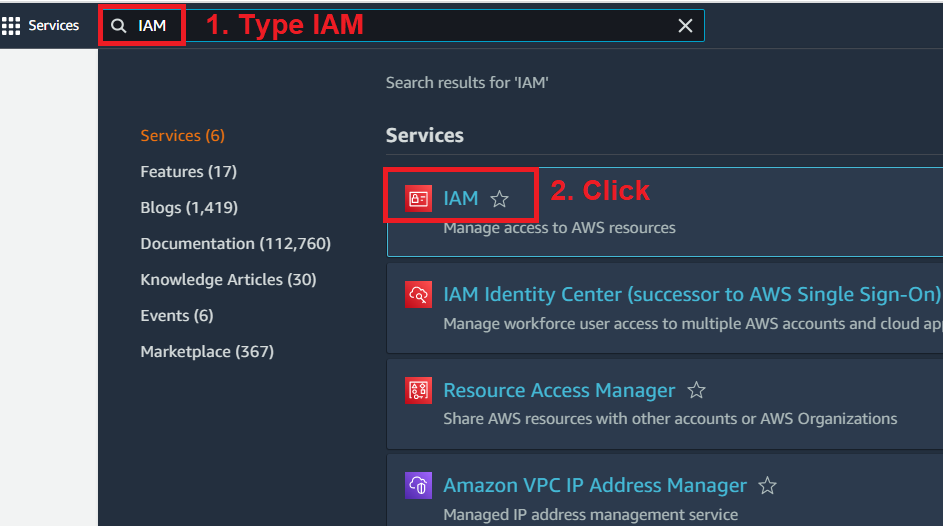 Services
IAM
1. Type IAM
Search results for 'IAM'
Services (6)
Features (17)
Blogs (1,419)
Documentation (112,760)
Knowledge Articles (30)
Events (6)
Marketplace (367)
Services
IAM
2. Click
Manage access to AWS resources
IAM Identity Center (successor to AWS Single Sign-On)
Manage workforce user access to multiple AWS accounts and cloud app
Resource Access Manager
Share AWS resources with other accounts or AWS Organizations
Amazon VPC IP Address Manager
Managed IP address management service